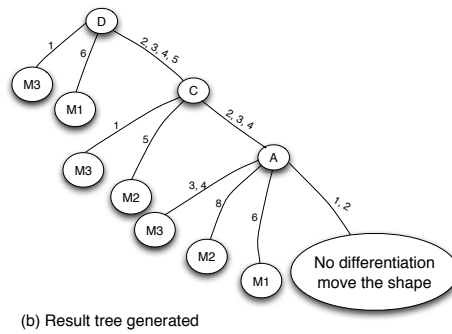 D
1
6
2, 3, 4, 5
M3
M1
C
1
5
2, 3, 4
M3
M2
A
3, 4
8
6
1, 2
M3
M2
M1
No differentiation
move the shape
(b) Result tree generated